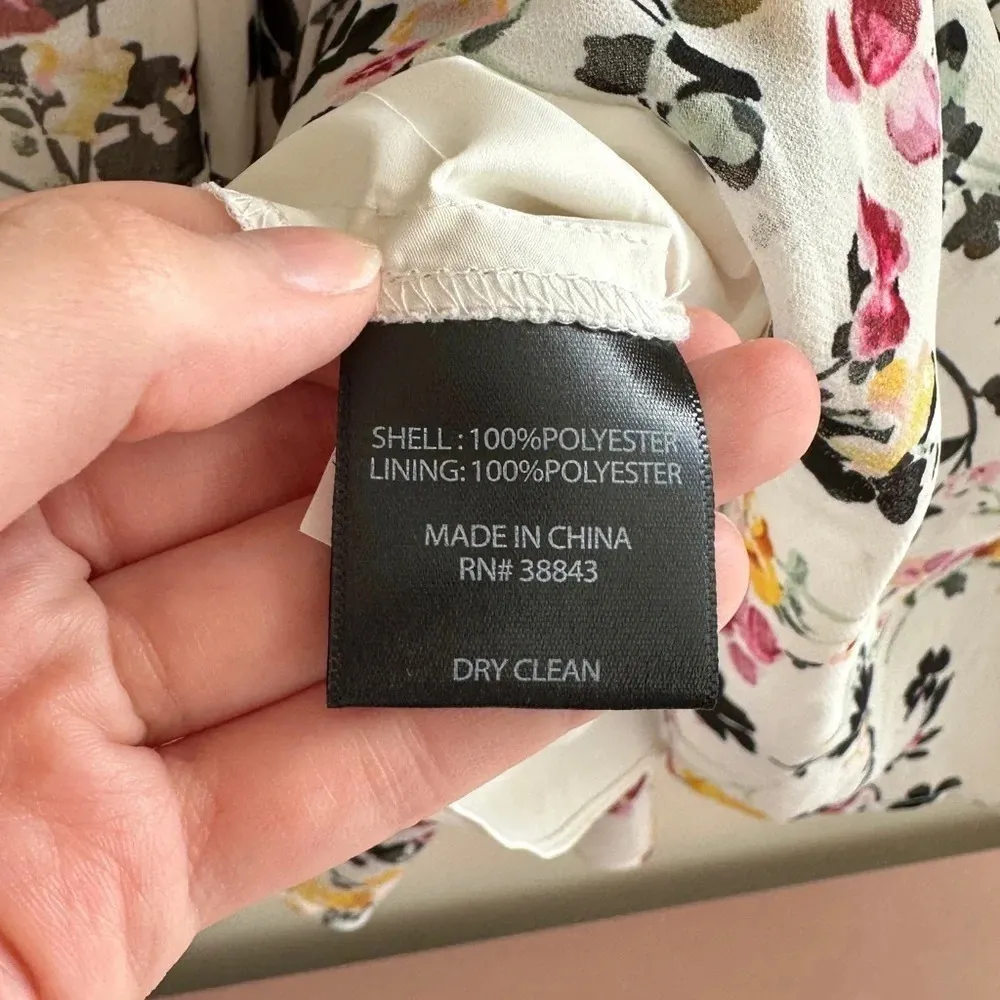 SHELL : 100%POLYESTER
LINING: 100%POLYESTER
MADE IN CHINA
RN# 38843
DRY CLEAN